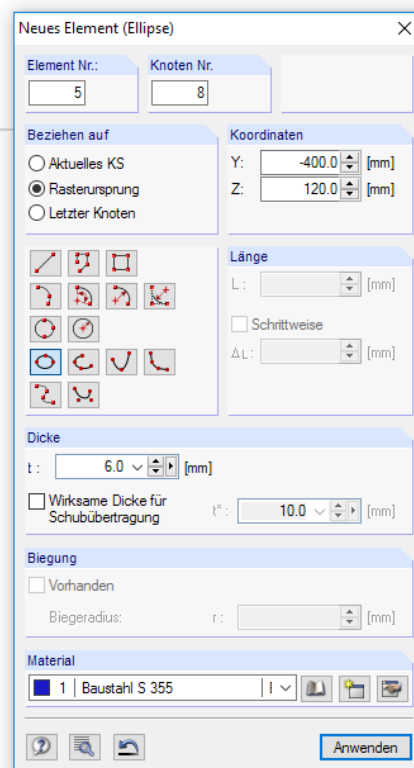 Neues Element (Ellipse)
Element Nr.: Knoten Nr.
5 8
Beziehen auf Koordinaten
Aktuelles KS Y: -400.0 [mm]
Rasterursprung Z: 120.0 [mm]
Letzter Knoten
Länge
L : [mm]
Schrittweise
ΔL: [mm]
Dicke
t : 6.0 [mm]
Wirksame Dicke für
Schubübertragung t* : 10.0 [mm]
Biegung
Vorhanden
Biegeradius: r : [mm]
Material
1 Baustahl S 355
Anwenden